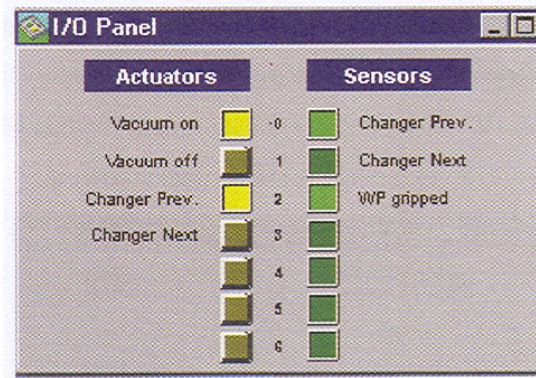 I/O Panel
Actuators Sensors
Vacuum on 0 Changer Prev.
Vacuum off 1 Changer Next
Changer Prev. 2 WP gripped
Changer Next 3
4
5
6